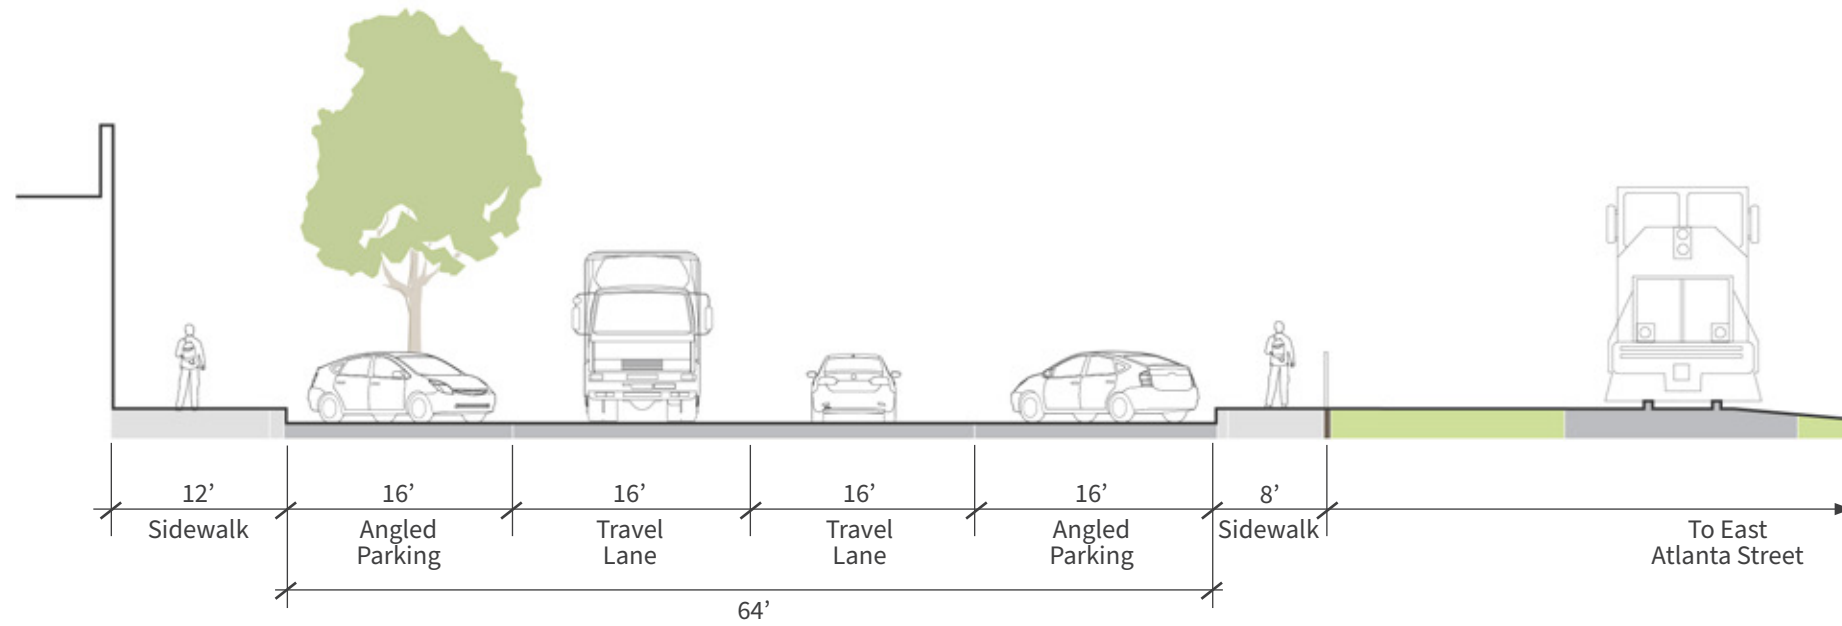 12’
16’
16’
16’
16’
8’
Sidewalk
Angled
Parking
Travel
Lane
Travel
Lane
Angled
Parking
Sidewalk
To East
Atlanta Street
64’